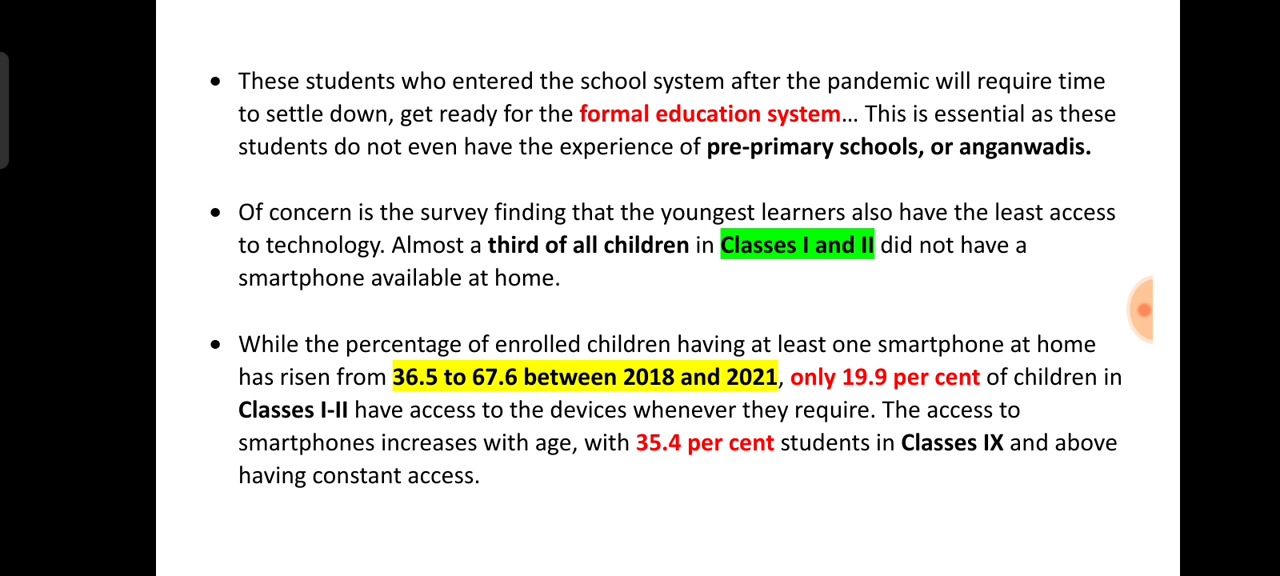 • These students who entered the school system after the pandemic will require time
to settle down, get ready for the formal education system... This is essential as these
students do not even have the experience of pre-primary schools, or anganwadis.
• Of concern is the survey finding that the youngest learners also have the least access
to technology. Almost a third of all children in Classes I and II did not have a
smartphone available at home.
• While the percentage of enrolled children having at least one smartphone at home
has risen from 36.5 to 67.6 between 2018 and 2021, only 19.9 per cent of children in
Classes I-II have access to the devices whenever they require. The access to
smartphones increases with age, with 35.4 per cent students in Classes IX and above
having constant access.